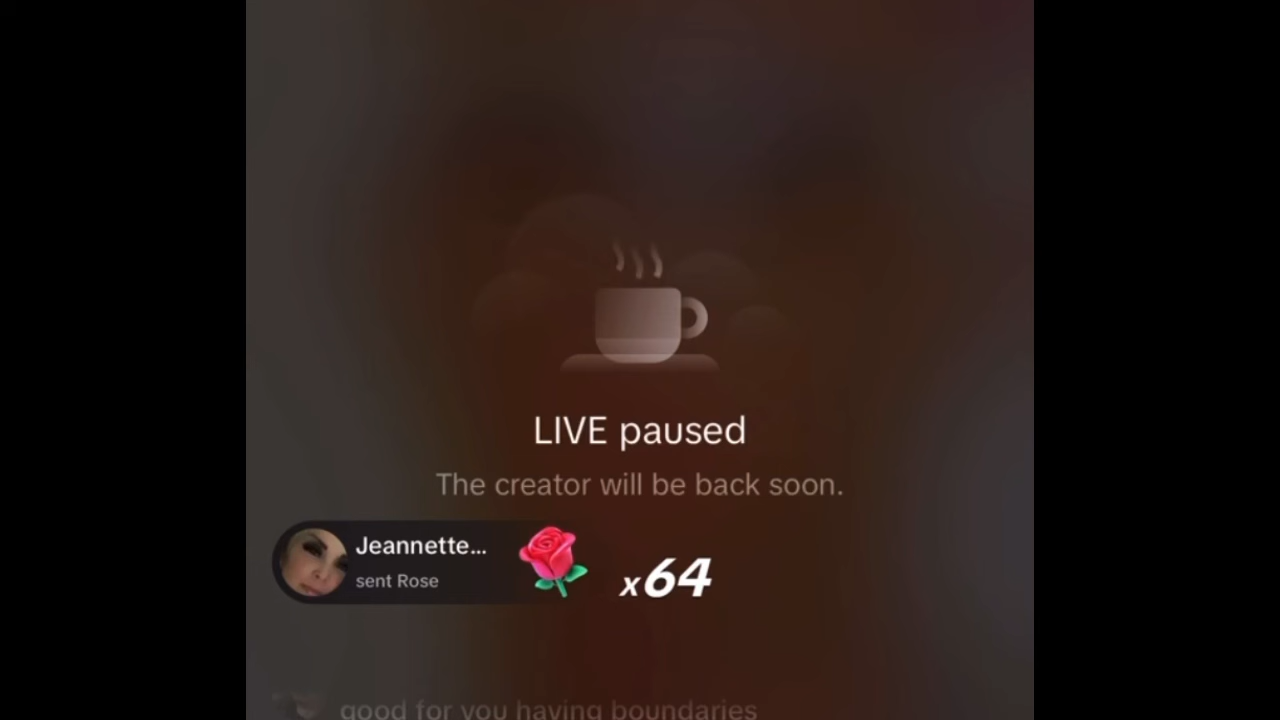 LIVE paused
The creator will be back soon.
Jeannette...
sent Rose
x64
good for you having boundaries